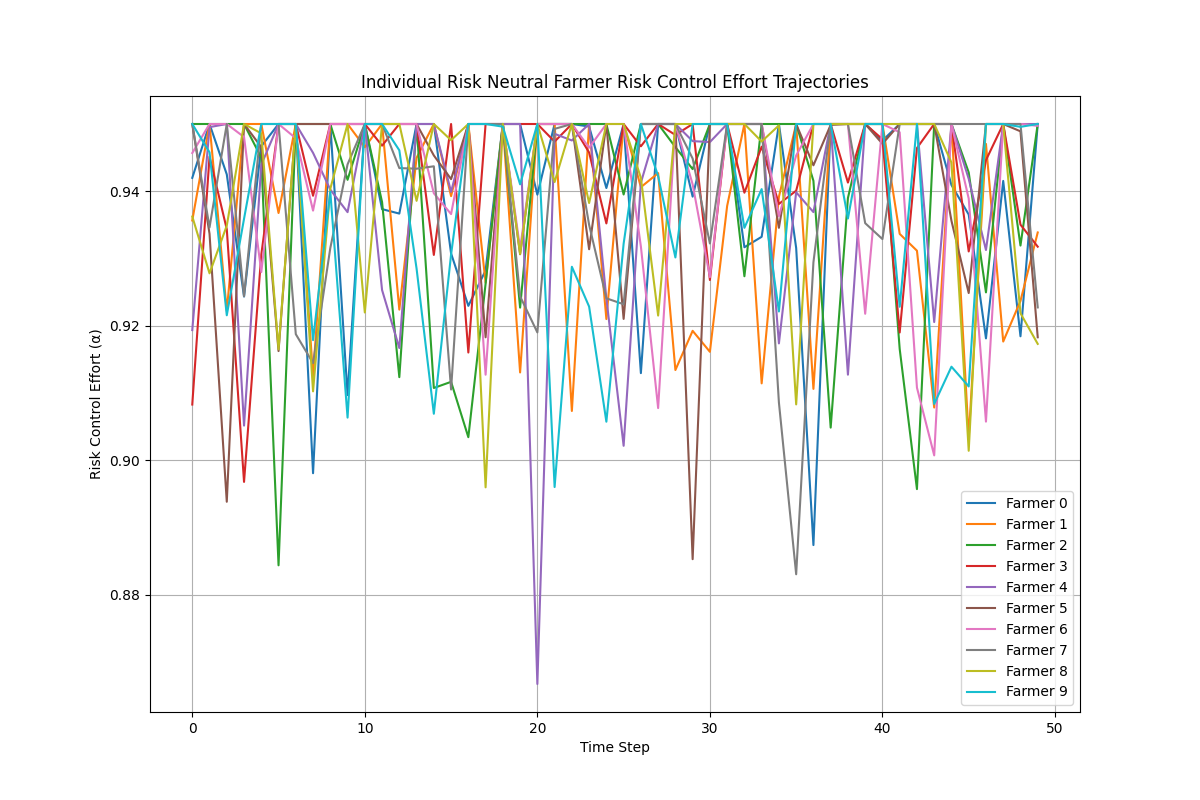 Individual Risk Neutral Farmer Risk Control Effort Trajectories
Risk Control Effort (α)
0.94
0.92
0.90
0.88
0
10
20
30
40
50
Time Step
Farmer 0
Farmer 1
Farmer 2
Farmer 3
Farmer 4
Farmer 5
Farmer 6
Farmer 7
Farmer 8
Farmer 9